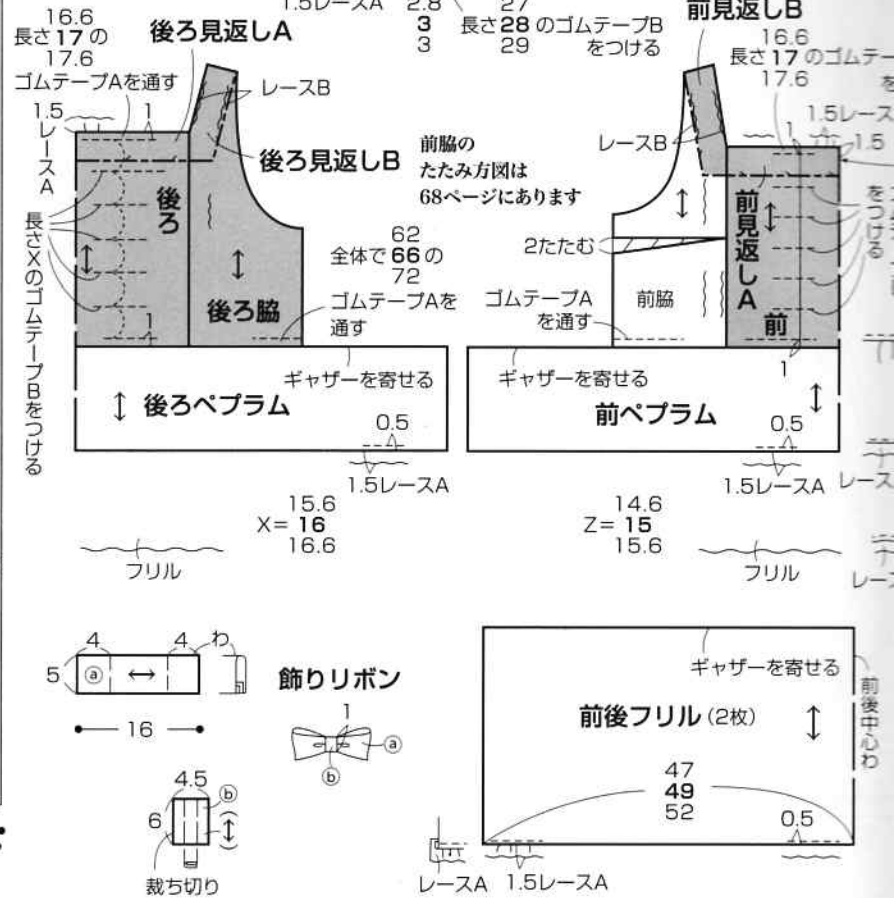 1.5レースA
2.8
3
3
27
長さ28のゴムテープB
29
をつける
前見返しB
16.6
長さ17の
17.6
ゴムテープAを通す
後ろ見返しA
レースB
後ろ見返しB
1.5
レースA
1
長さXのゴムテープBをつける
後ろ
1
後ろ脇
前脇の
たたみ方図は
68ページにあります
62
全体で66の
72
ゴムテープAを
通す
16.6
長さ17のゴムテー
17.6
を
1.5レース
1
1.5
レースB
をつける
2たたむ
前見返しA
ゴムテープA
を通す
前脇
前
1
ギャザーを寄せる
後ろペプラム
0.5
1.5レースA
ギャザーを寄せる
前ペプラム
0.5
1.5レースA
レース
15.6
X=16
16.6
14.6
Z=15
15.6
フリル
フリル
レー
4
4
わ
5
ⓐ
16
飾りリボン
1
ⓐ
ⓑ
4.5
ⓑ
6
裁ち切り
ギャザーを寄せる
前後フリル(2枚)
前後中心わ
47
49
52
0.5
レースA
1.5レースA